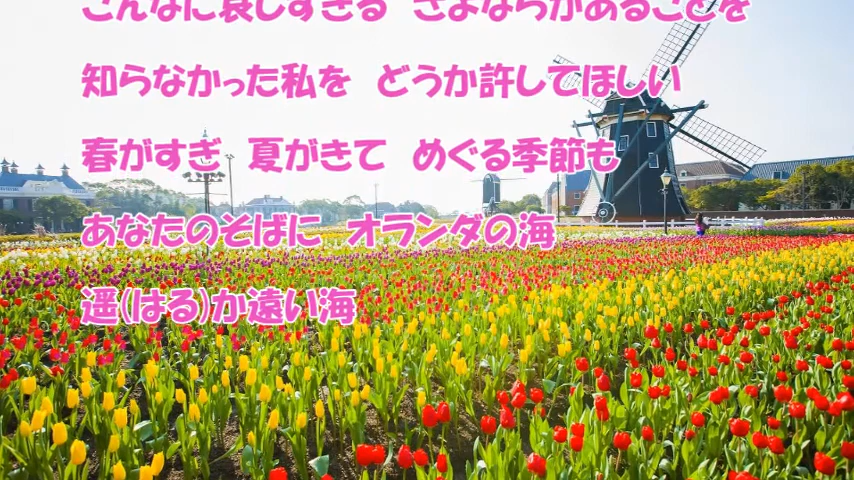 こんなに哀しすぎる さよならがあることを
知らなかった私を どうか許してほしい
春がすぎ 夏がきて めぐる季節も
あなたのそばに オランダの海
遥(はる)か遠い海